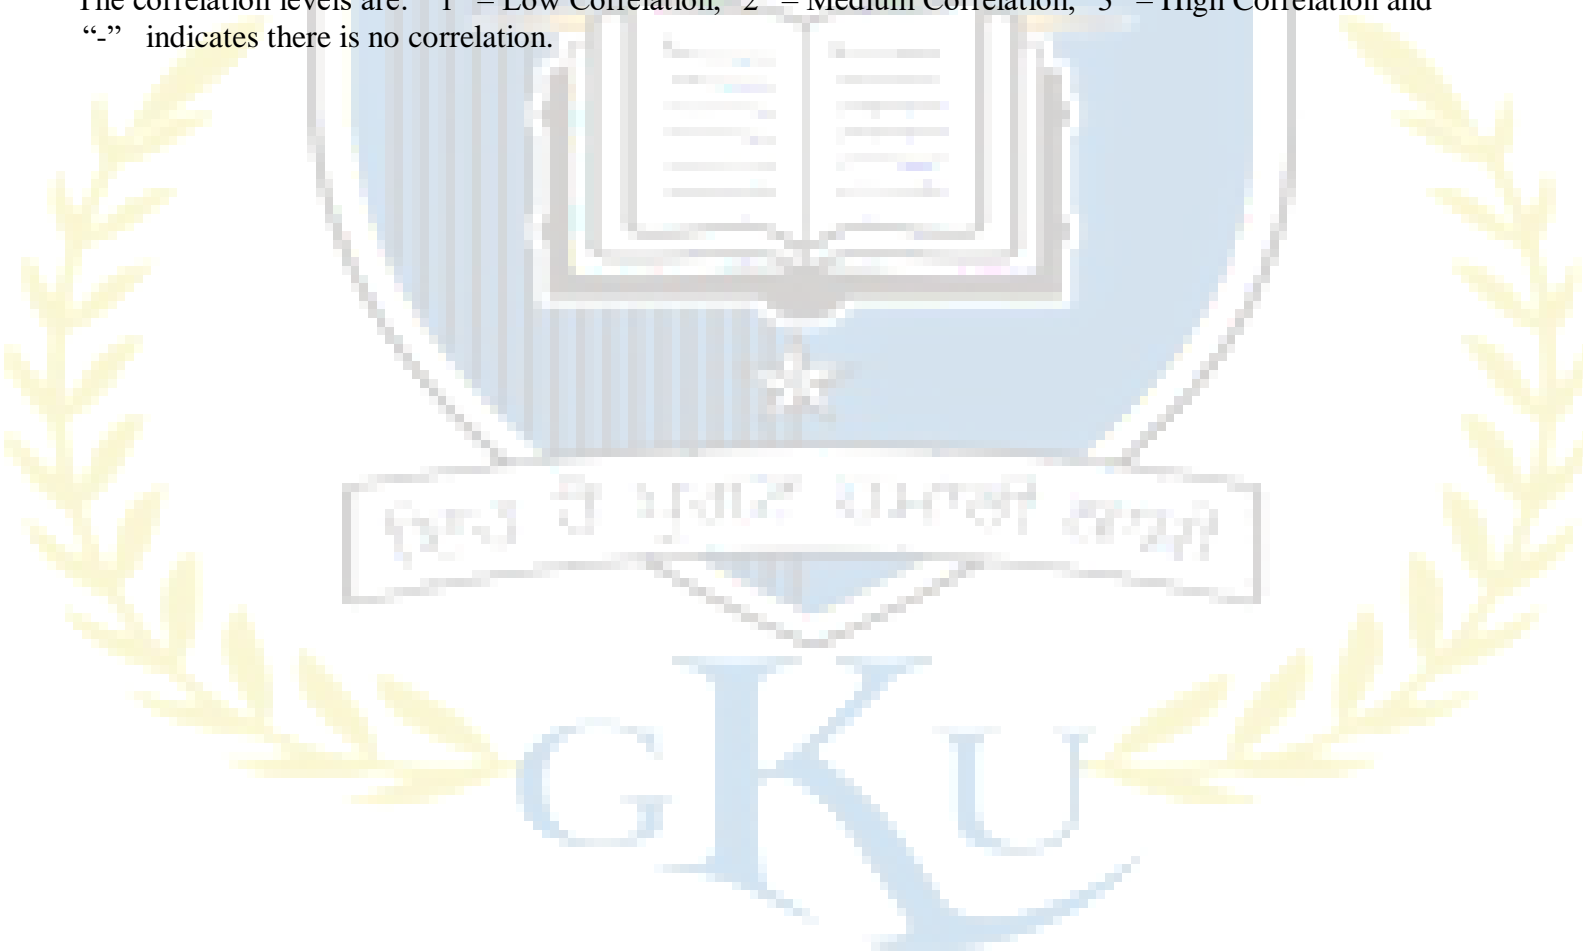 The correlation levels are: “1” – Low Correlation, “2” – Medium Correlation, “3” – High Correlation and
“-” indicates there is no correlation.
GKU